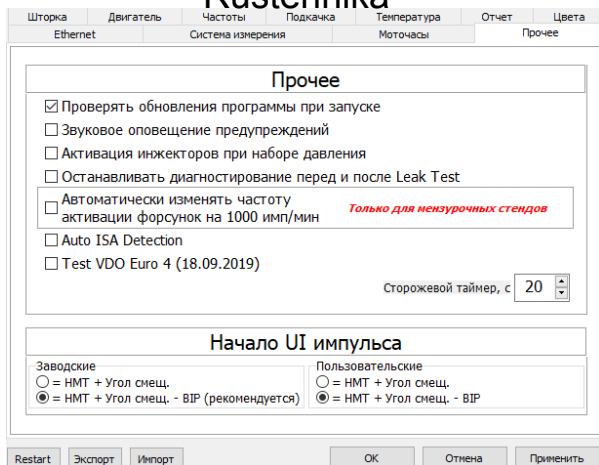 Rustehnika
Шторка Двигатель Частоты Подкачка Температура Отчет Цвета
Ethernet Система измерения Моточасы Прочее
Прочее
Проверять обновления программы при запуске
Звуковое оповещение предупреждений
Активация инжекторов при наборе давления
Останавливать диагностирование перед и после Leak Test
Автоматически изменять частоту
активации форсунок на 1000 имп/мин
Только для мензурочных стендов
Auto ISA Detection
Test VDO Euro 4 (18.09.2019)
Сторожевой таймер, с 20
Начало UI импульса
Заводские
= НМТ + Угол смещ.
= НМТ + Угол смещ. - BIP (рекомендуется)
Пользовательские
= НМТ + Угол смещ.
= НМТ + Угол смещ. - BIP
Restart Экспорт Импорт OK Отмена Применить